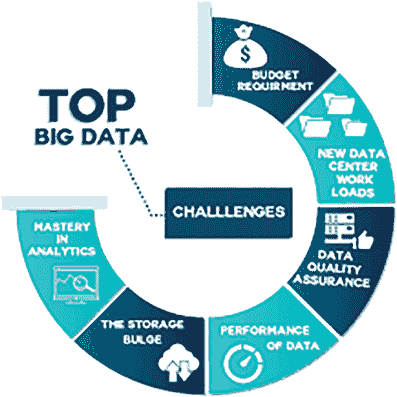 TOP
BIG DATA
CHALLLENGES
BUDGET
REQUIRMENT
NEW DATA
CENTER
WORK
LOADS
DATA
QUALITY
ASSURANCE
PERFORMANCE
OF DATA
THE STORAGE
BULGE
MASTERY
IN
ANALYTICS
$